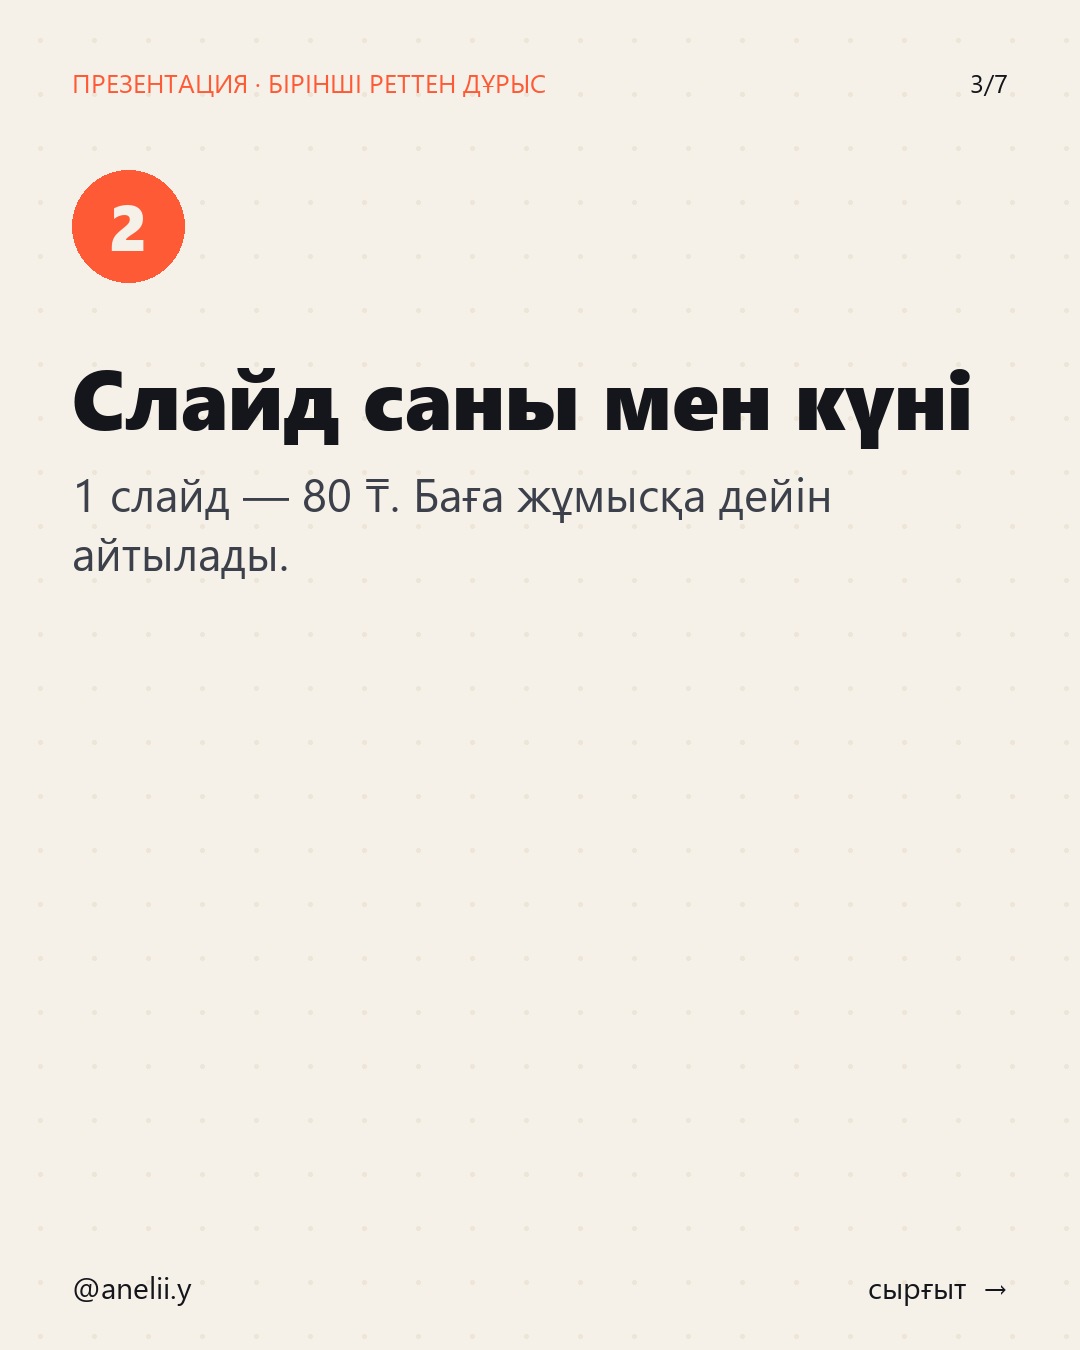 ПРЕЗЕНТАЦИЯ · БІРІНШІ РЕТТЕН ДҰРЫС
3/7
2
Слайд саны мен күні
1 слайд — 80 ₸. Баға жұмысқа дейін
айтылады.
@anelii.y
сырғыт →